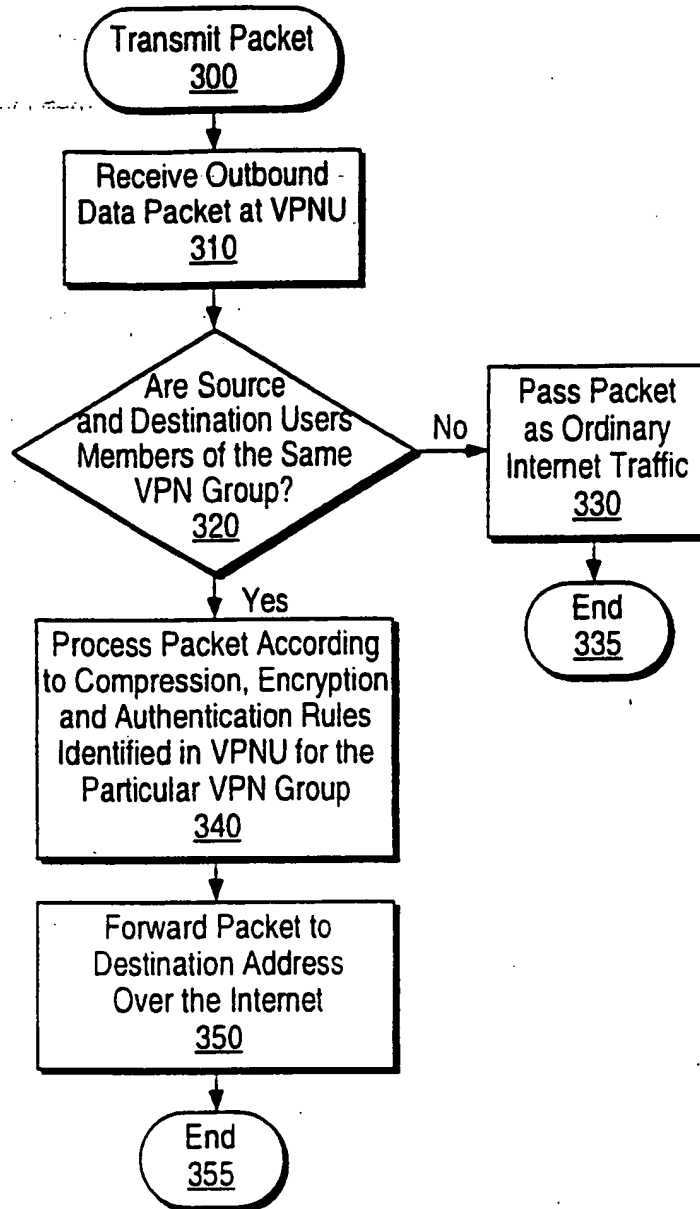 Transmit Packet
300
Receive Outbound
Data Packet at VPNU
310
Are Source
and Destination Users
Members of the Same
VPN Group?
320
No
Pass Packet
as Ordinary
Internet Traffic
330
End
335
Yes
Process Packet According
to Compression, Encryption
and Authentication Rules
Identified in VPNU for the
Particular VPN Group
340
Forward Packet to
Destination Address
Over the Internet
350
End
355